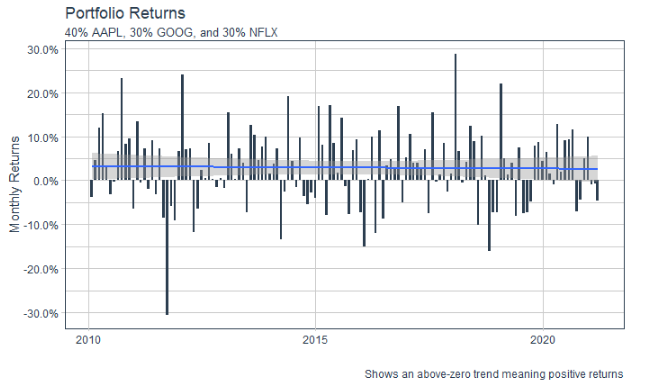 Portfolio Returns
40% AAPL, 30% GOOG, and 30% NFLX
Monthly Returns
30.0%
20.0%
10.0%
0.0%
-10.0%
-20.0%
-30.0%
2010
2015
2020
Shows an above-zero trend meaning positive returns